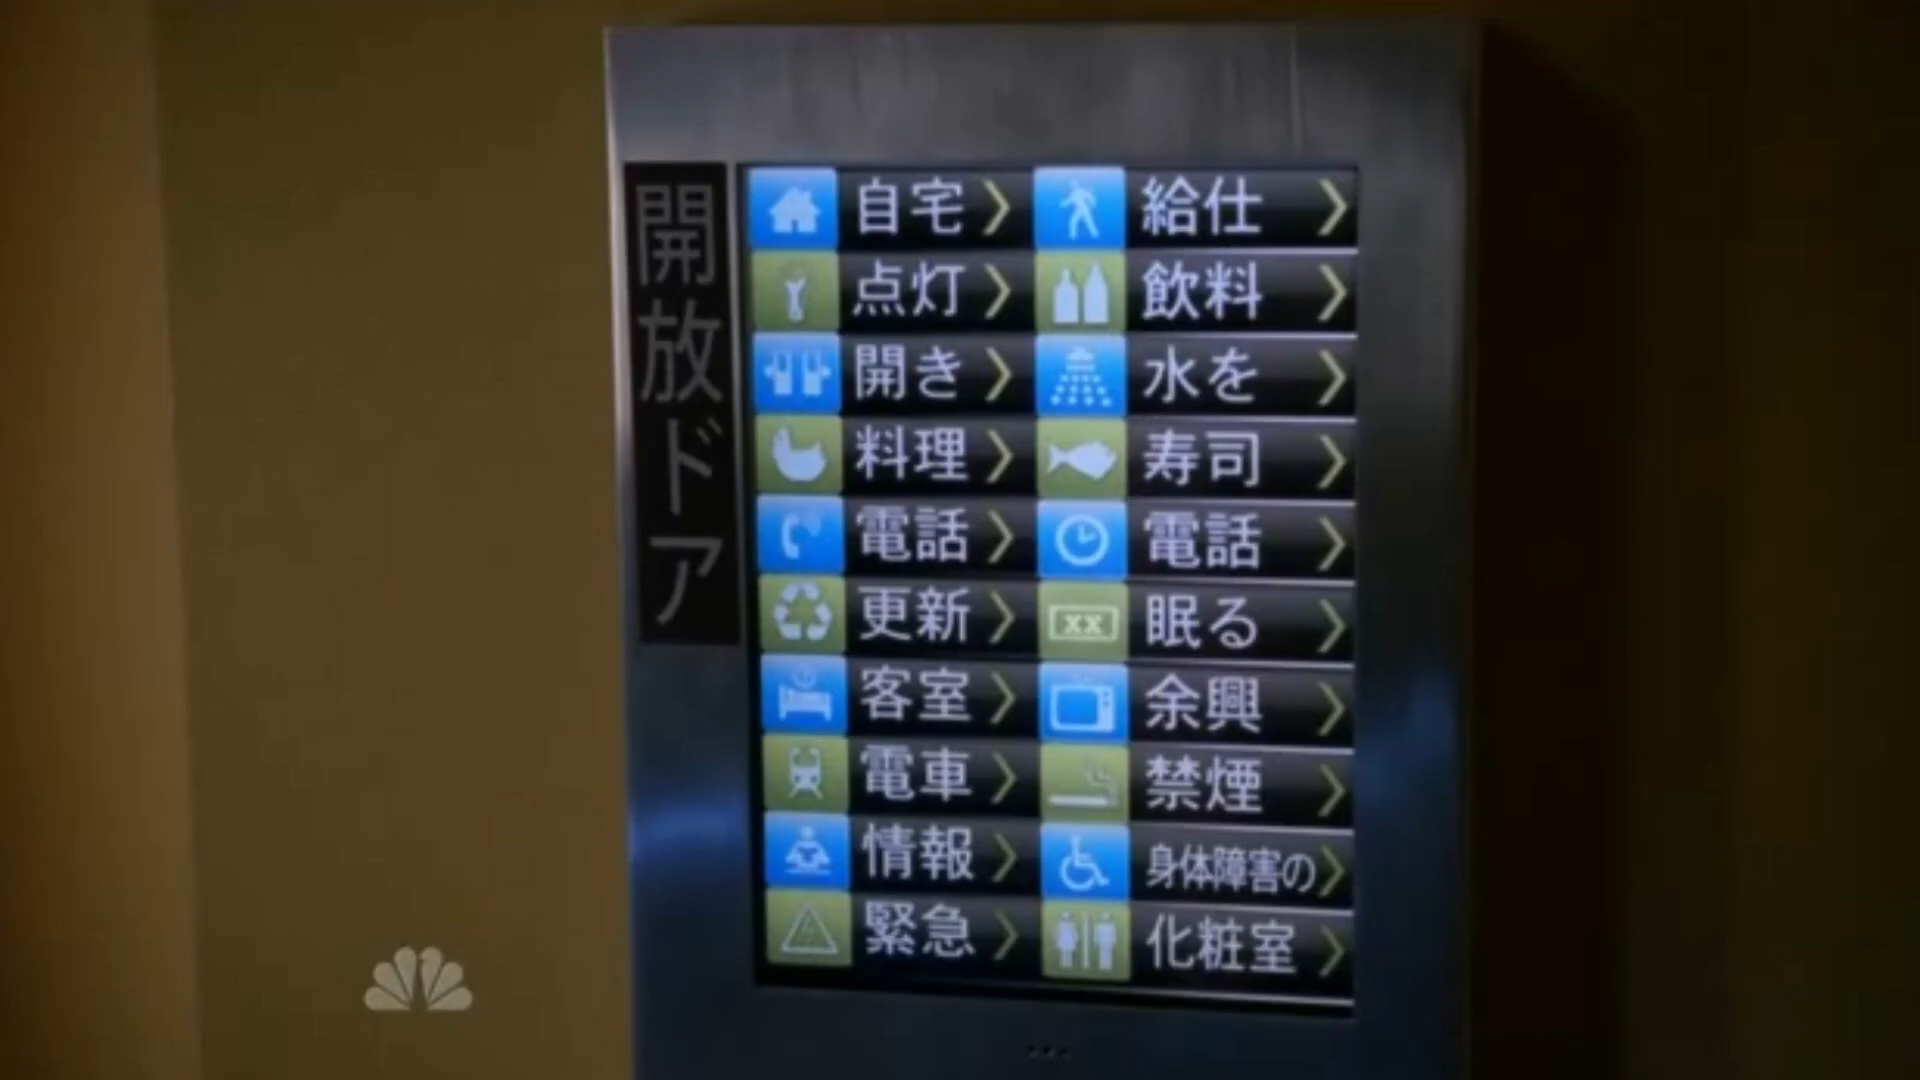 開放ドア
自宅 給仕
点灯 飲料
開き 水を
料理 寿司
電話 電話
更新 XX 眠る
客室 余興
電車 禁煙
情報 身体障害の
緊急 化粧室